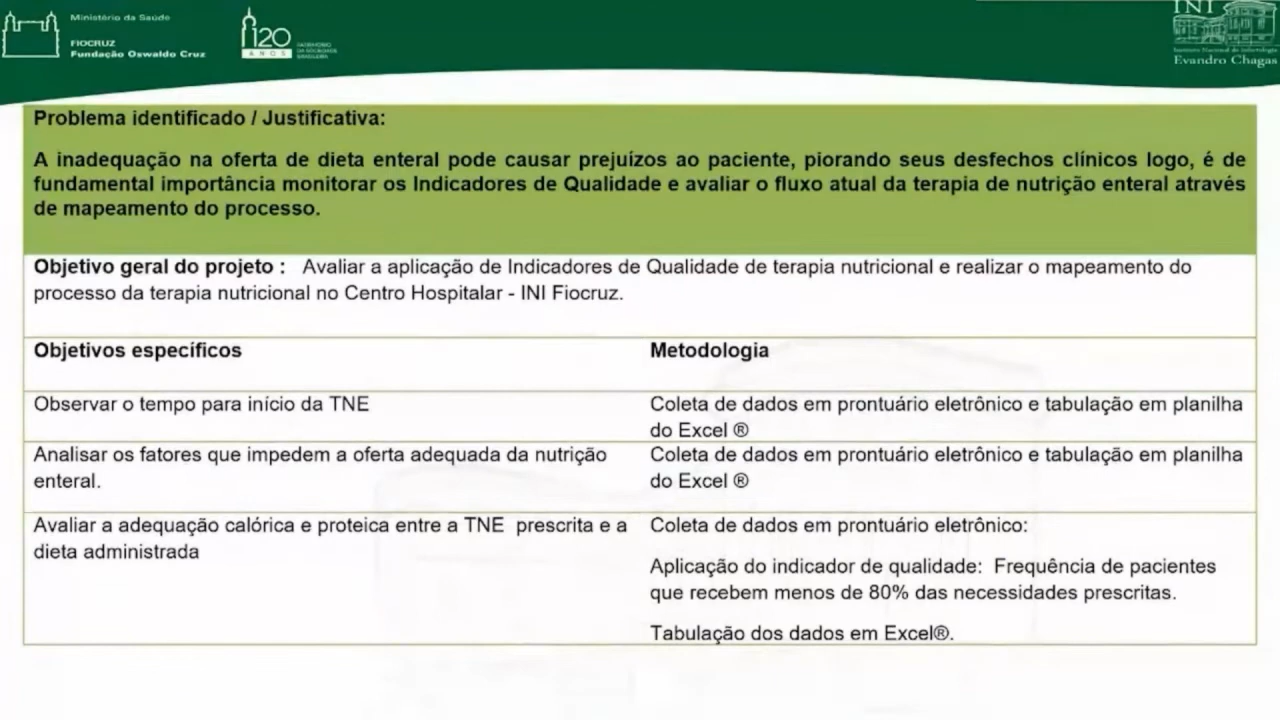 Ministério da Saúde
FIOCRUZ
Fundação Oswaldo Cruz
120
ANOS
PATRIMÔNIO
DA SOCIEDADE
BRASILEIRA
INI
Instituto Nacional de Infectologia
Evandro Chagas
Problema identificado / Justificativa:
A inadequação na oferta de dieta enteral pode causar prejuízos ao paciente, piorando seus desfechos clínicos logo, é de
fundamental importância monitorar os Indicadores de Qualidade e avaliar o fluxo atual da terapia de nutrição enteral através
de mapeamento do processo.
Objetivo geral do projeto : Avaliar a aplicação de Indicadores de Qualidade de terapia nutricional e realizar o mapeamento do
processo da terapia nutricional no Centro Hospitalar - INI Fiocruz.
Objetivos específicos
Metodologia
Observar o tempo para início da TNE
Coleta de dados em prontuário eletrônico e tabulação em planilha
do Excel ®
Analisar os fatores que impedem a oferta adequada da nutrição
enteral.
Coleta de dados em prontuário eletrônico e tabulação em planilha
do Excel ®
Avaliar a adequação calórica e proteica entre a TNE prescrita e a
dieta administrada
Coleta de dados em prontuário eletrônico:
Aplicação do indicador de qualidade: Frequência de pacientes
que recebem menos de 80% das necessidades prescritas.
Tabulação dos dados em Excel®.